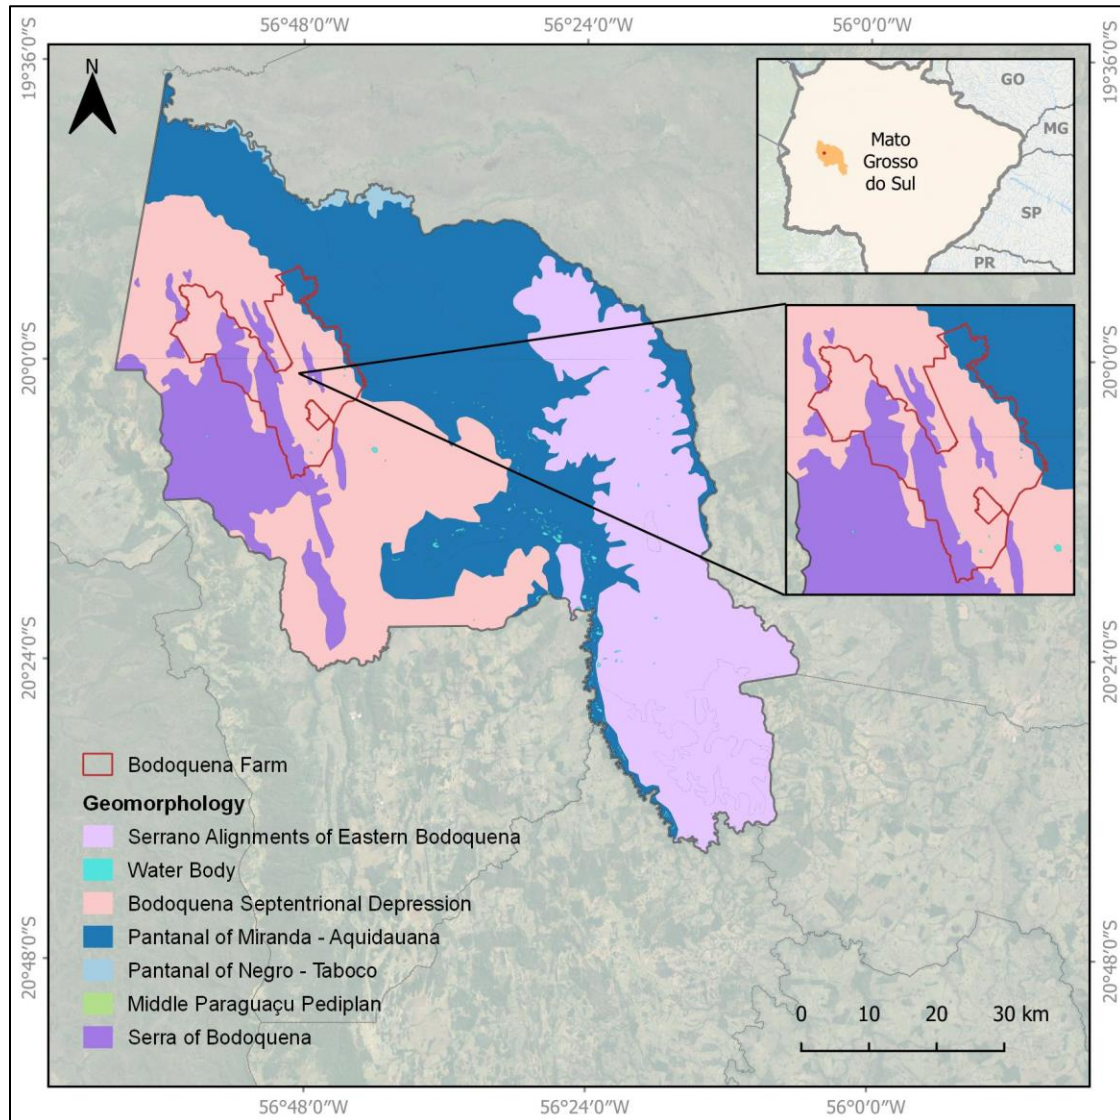 56°48′0″W 56°24′0″W 56°0′0″W
19°36′0″S
20°0′0″S
20°24′0″S
20°48′0″S
19°36′0″S
20°0′0″S
20°24′0″S
20°48′0″S
N
GO
MG
Mato
Grosso
do Sul
SP
PR
Bodoquena Farm
Geomorphology
Serrano Alignments of Eastern Bodoquena
Water Body
Bodoquena Septentrional Depression
Pantanal of Miranda - Aquidauana
Pantanal of Negro - Taboco
Middle Paraguaçu Pediplan
Serra of Bodoquena
0 10 20 30 km
56°48′0″W 56°24′0″W 56°0′0″W